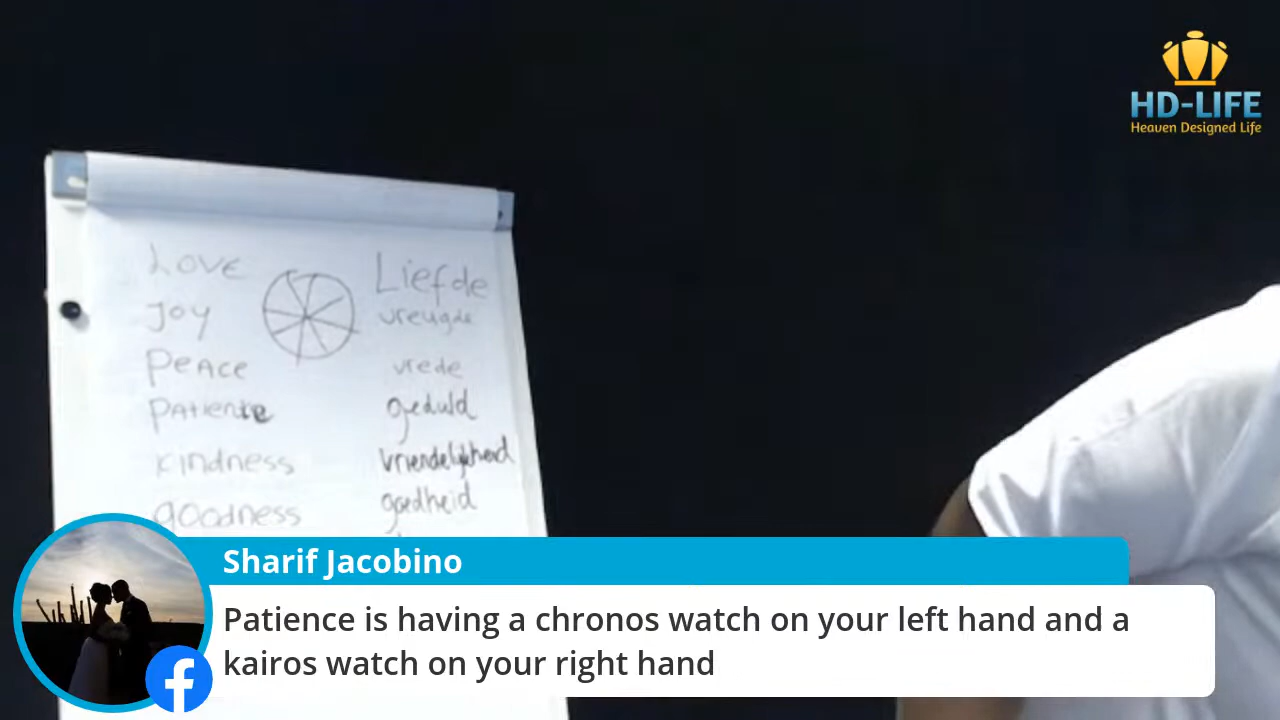 HD-LIFE
Heaven Designed Life
Love Liefde
Joy vreugde
Peace vrede
Patience geduld
kindness vriendelijkheid
goodness goedheid
Sharif Jacobino
Patience is having a chronos watch on your left hand and a
kairos watch on your right hand